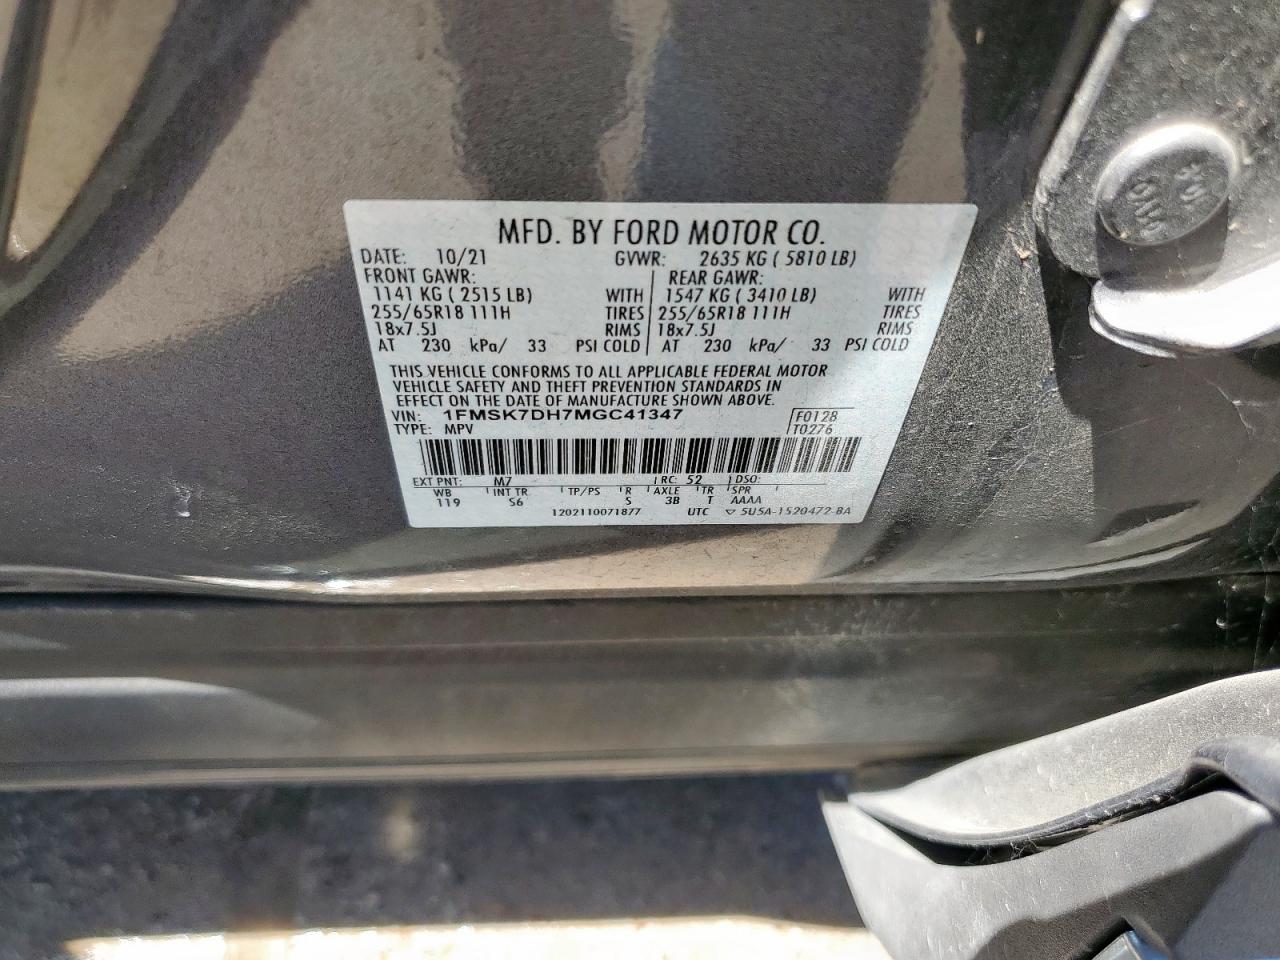 MFD. BY FORD MOTOR CO.
DATE: 10/21 GVWR: 2635 KG ( 5810 LB)
FRONT GAWR: REAR GAWR:
1141 KG ( 2515 LB) WITH 1547 KG ( 3410 LB) WITH
255/65R18 111H TIRES 255/65R18 111H TIRES
18x7.5J RIMS 18x7.5J RIMS
AT 230 kPa/ 33 PSI COLD AT 230 kPa/ 33 PSI COLD
THIS VEHICLE CONFORMS TO ALL APPLICABLE FEDERAL MOTOR
VEHICLE SAFETY AND THEFT PREVENTION STANDARDS IN
EFFECT ON THE DATE OF MANUFACTURE SHOWN ABOVE.
VIN: 1FMSK7DH7MGC41347 F0128
TYPE: MPV T0276
EXT PNT: M7 RC: 52 DSO:
WB INT TR TP/PS R AXLE TR SPR
119 S6 S 3B T AAAA
1202110071877 UTC ▽ 5U5A-1520472-BA